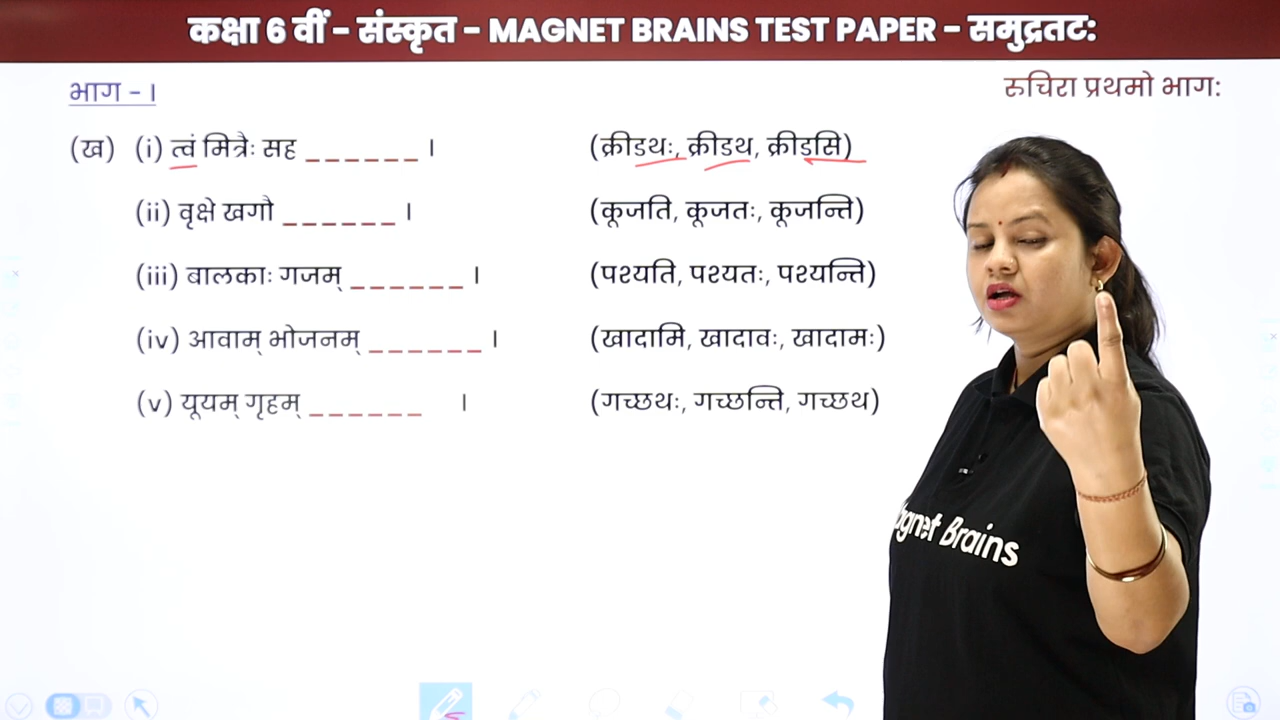 कक्षा 6 वीं - संस्कृत - MAGNET BRAINS TEST PAPER - समुद्रतटः
भाग - I रुचिरा प्रथमो भागः
(ख) (i) त्वं मित्रैः सह ______ । (क्रीडथः, क्रीडथ, क्रीडसि)
(ii) वृक्षे खगौ ______ । (कूजति, कूजतः, कूजन्ति)
(iii) बालकाः गजम् ______ । (पश्यति, पश्यतः, पश्यन्ति)
(iv) आवाम् भोजनम् ______ । (खादामि, खादावः, खादामः)
(v) यूयम् गृहम् ______ । (गच्छथः, गच्छन्ति, गच्छथ)
agnet Brains